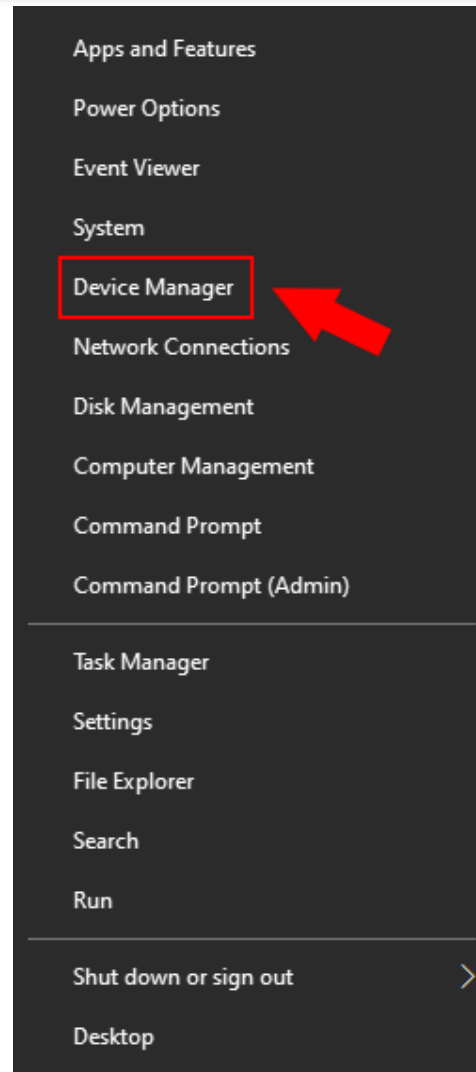 Apps and Features
Power Options
Event Viewer
System
Device Manager
Network Connections
Disk Management
Computer Management
Command Prompt
Command Prompt (Admin)
Task Manager
Settings
File Explorer
Search
Run
Shut down or sign out
Desktop